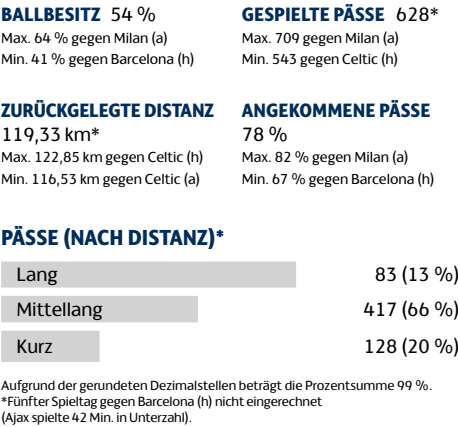 BALLBESITZ 54 %
Max. 64 % gegen Milan (a)
Min. 41 % gegen Barcelona (h)
GESPIELTE PÄSSE 628*
Max. 709 gegen Milan (a)
Min. 543 gegen Celtic (h)
ZURÜCKGELEGTE DISTANZ
119,33 km*
Max. 122,85 km gegen Celtic (h)
Min. 116,53 km gegen Celtic (a)
ANGEKOMMENE PÄSSE
78 %
Max. 82 % gegen Milan (a)
Min. 67 % gegen Barcelona (h)
PÄSSE (NACH DISTANZ)*
Lang 83 (13 %)
Mittellang 417 (66 %)
Kurz 128 (20 %)
Aufgrund der gerundeten Dezimalstellen beträgt die Prozentsumme 99 %.
*Fünfter Spieltag gegen Barcelona (h) nicht eingerechnet
(Ajax spielte 42 Min. in Unterzahl).